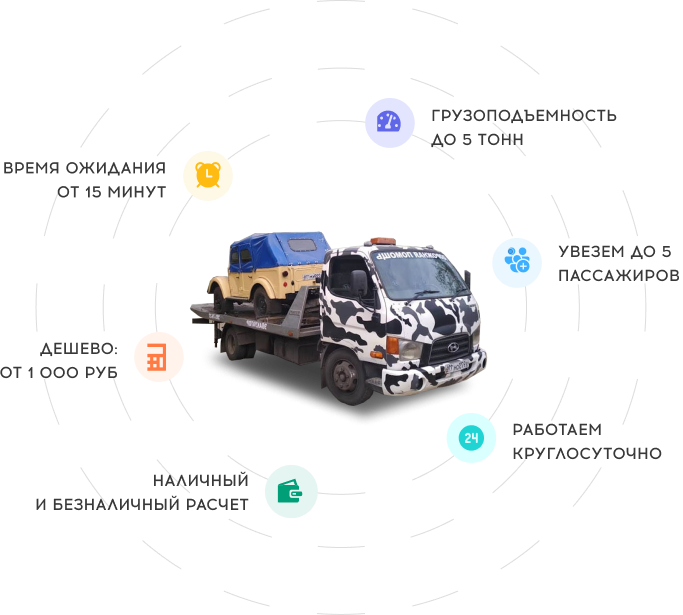 ГРУЗОПОДЪЕМНОСТЬ
ДО 5 ТОНН
ВРЕМЯ ОЖИДАНИЯ
ОТ 15 МИНУТ
УВЕЗЕМ ДО 5
ПАССАЖИРОВ
ДЕШЕВО:
ОТ 1 000 РУБ
24
РАБОТАЕМ
КРУГЛОСУТОЧНО
НАЛИЧНЫЙ
И БЕЗНАЛИЧНЫЙ РАСЧЕТ